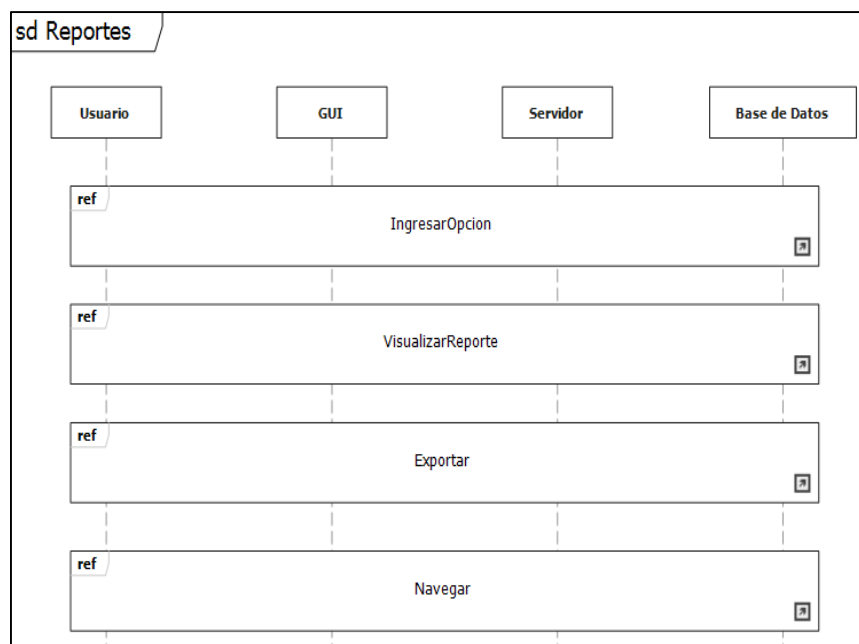 sd Reportes
Usuario
GUI
Servidor
Base de Datos
ref
IngresarOpcion
ref
VisualizarReporte
ref
Exportar
ref
Navegar